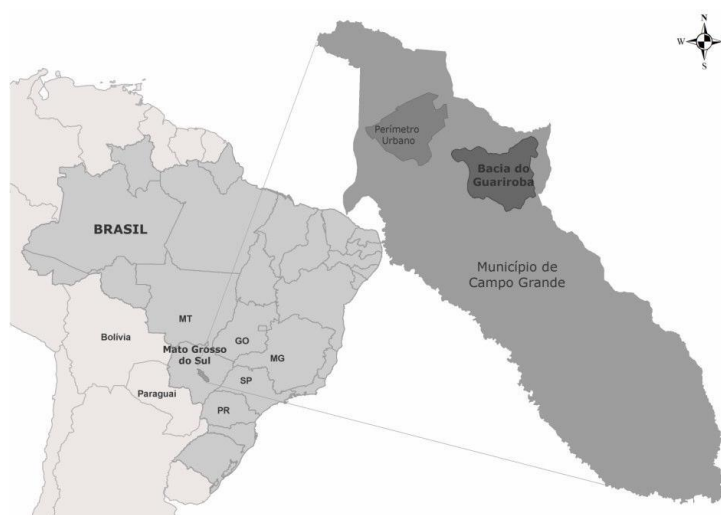 N
W
E
S
Perímetro
Urbano
Bacia do
Guariroba
BRASIL
Município de
Campo Grande
MT
Bolívia
GO
Mato Grosso
do Sul
MG
SP
Paraguai
PR